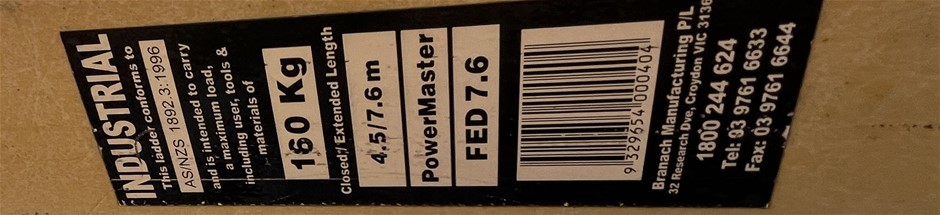 INDUSTRIAL
This ladder conforms to
AS/NZS 1892.3:1996
and is intended to carry
a maximum load,
including user, tools &
materials of
160 Kg
Closed / Extended Length
4.5/7.6 m
PowerMaster
FED 7.6
9 329654 000404
Branach Manufacturing P/L
32 Research Dve, Croydon VIC 3136
1800 244 624
Tel: 03 9761 6633
Fax: 03 9761 6644